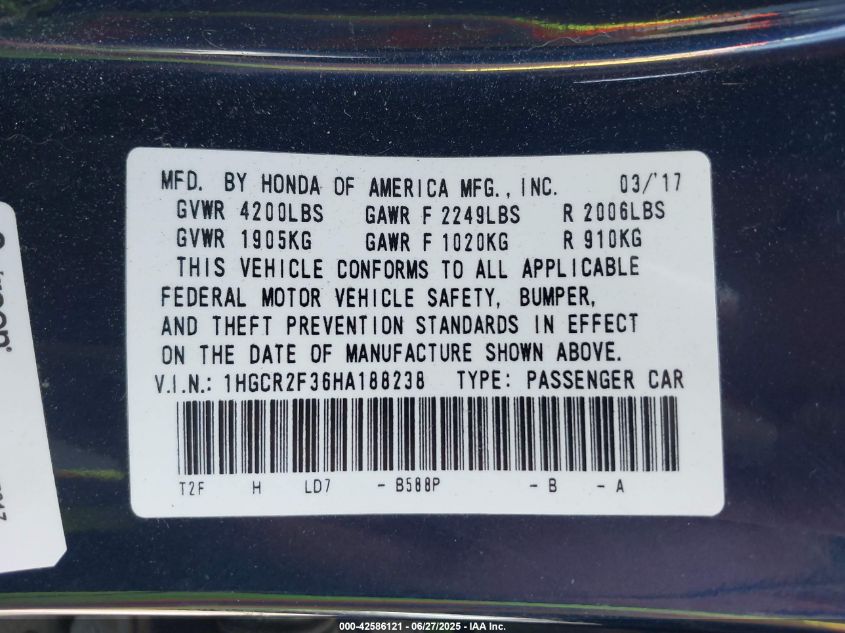 MFD. BY HONDA OF AMERICA MFG., INC. 03/'17
GVWR 4200LBS GAWR F 2249LBS R 2006LBS
GVWR 1905KG GAWR F 1020KG R 910KG
THIS VEHICLE CONFORMS TO ALL APPLICABLE
FEDERAL MOTOR VEHICLE SAFETY, BUMPER,
AND THEFT PREVENTION STANDARDS IN EFFECT
ON THE DATE OF MANUFACTURE SHOWN ABOVE.
V.I.N.: 1HGCR2F36HA188238 TYPE: PASSENGER CAR
T2F H LD7 - B588P - B - A
000-42586121 - 06/27/2025 - IAA Inc.